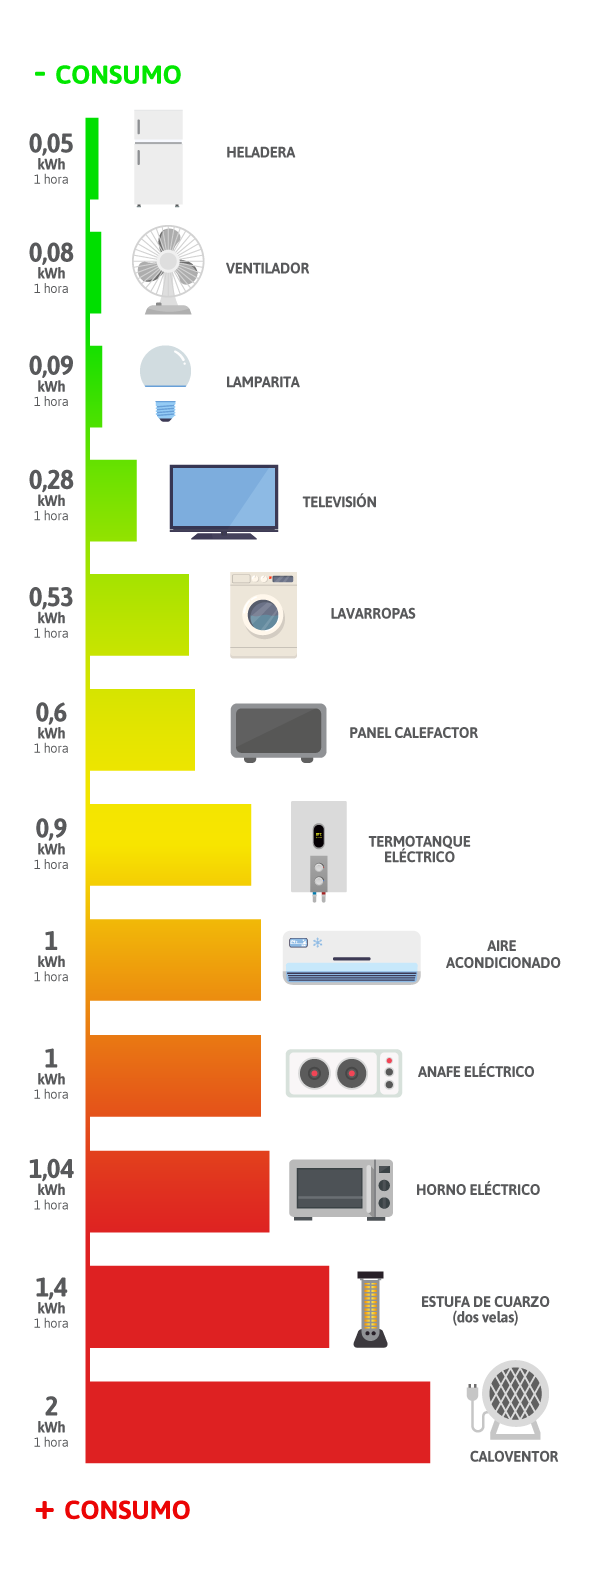 - CONSUMO
0,05
kWh
1 hora
HELADERA
0,08
kWh
1 hora
VENTILADOR
0,09
kWh
1 hora
LAMPARITA
0,28
kWh
1 hora
TELEVISIÓN
0,53
kWh
1 hora
LAVARROPAS
0,6
kWh
1 hora
PANEL CALEFACTOR
0,9
kWh
1 hora
TERMOTANQUE
ELÉCTRICO
1
kWh
1 hora
AIRE
ACONDICIONADO
1
kWh
1 hora
ANAFE ELÉCTRICO
1,04
kWh
1 hora
HORNO ELÉCTRICO
1,4
kWh
1 hora
ESTUFA DE CUARZO
(dos velas)
2
kWh
1 hora
CALOVENTOR
+ CONSUMO